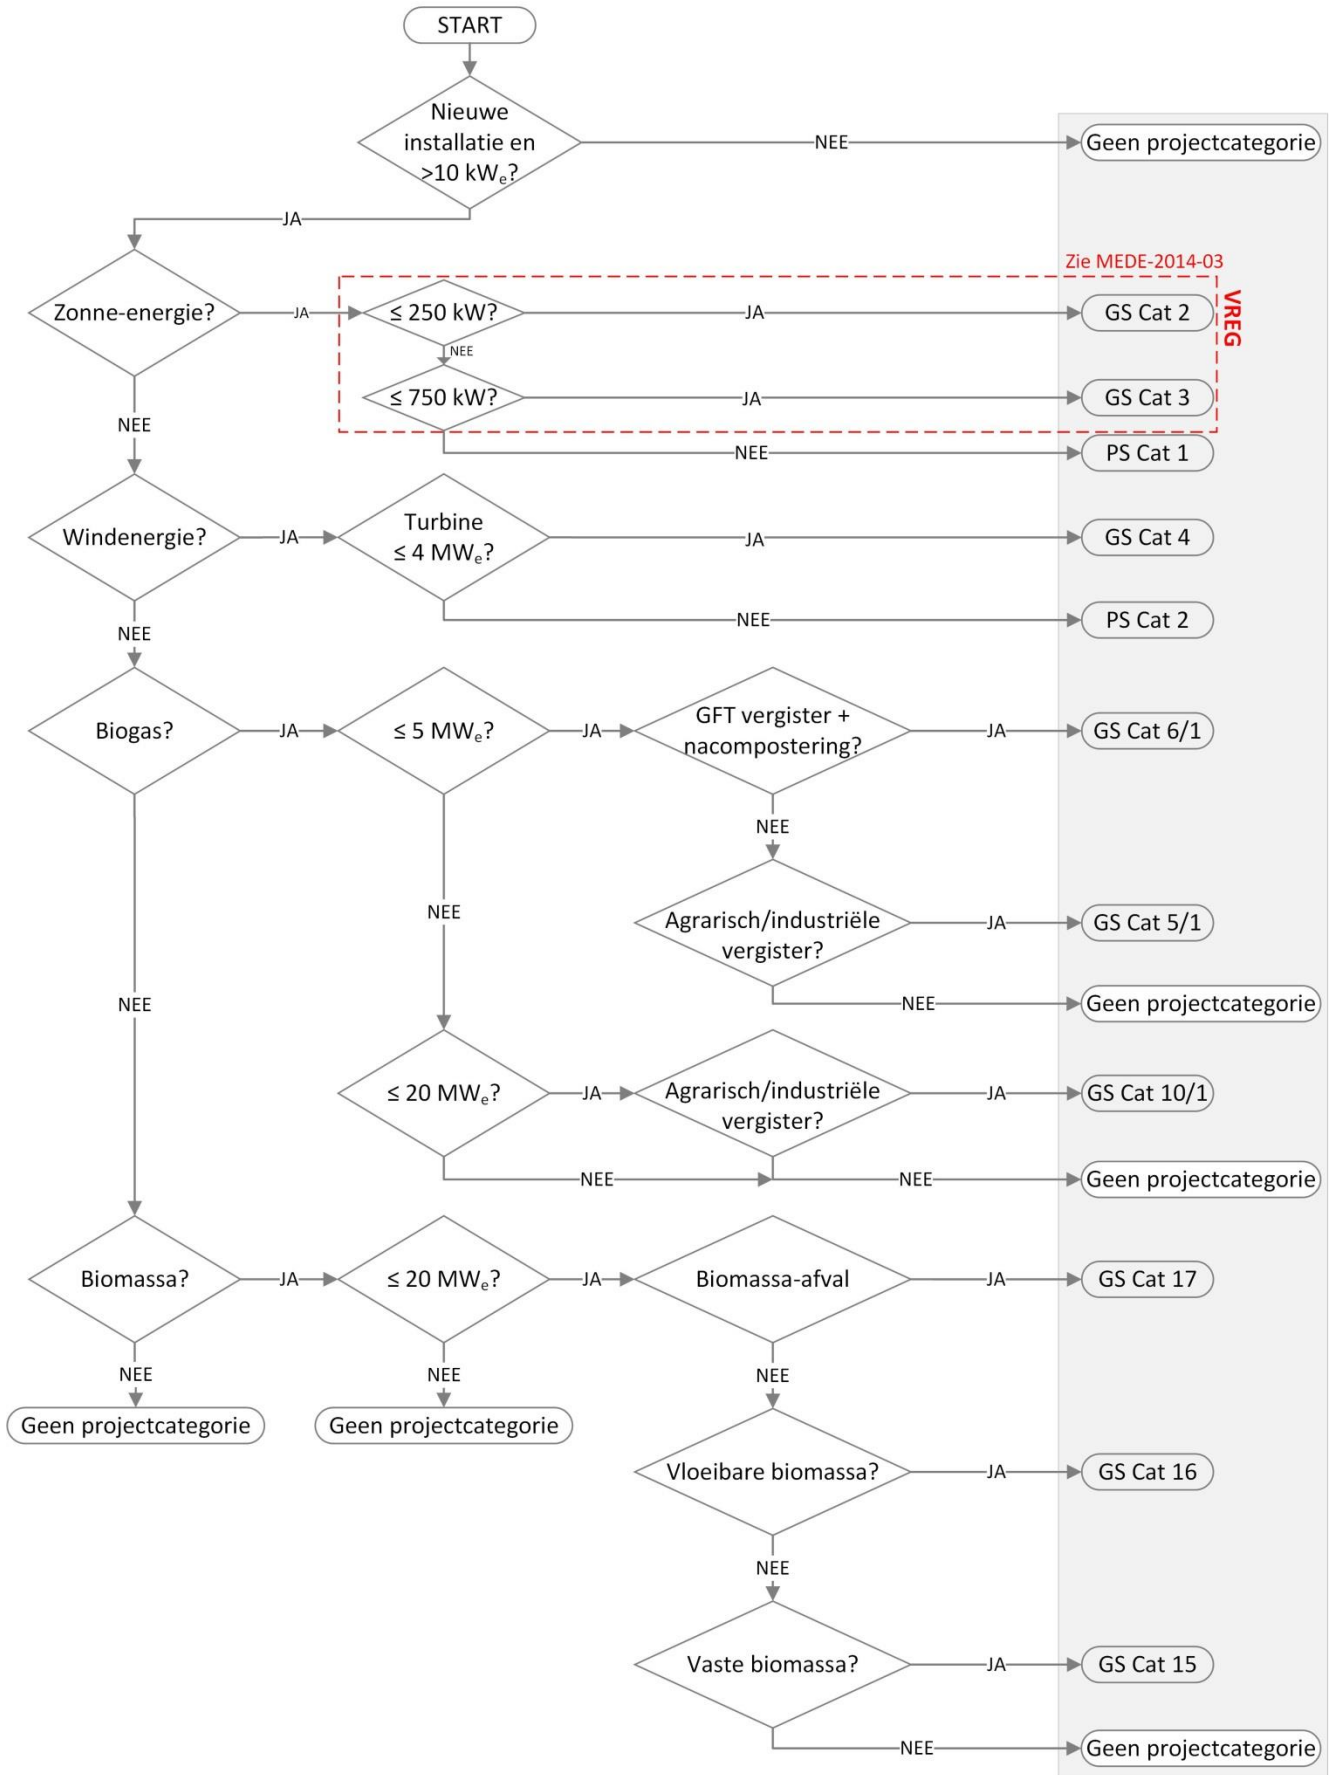 START
Nieuwe
installatie en
>10 kWₑ?
NEE
Geen projectcategorie
JA
Zie MEDE-2014-03
VREG
Zonne-energie?
JA
≤ 250 kW?
JA
GS Cat 2
NEE
≤ 750 kW?
JA
GS Cat 3
NEE
NEE
PS Cat 1
Windenergie?
JA
Turbine
≤ 4 MWₑ?
JA
GS Cat 4
NEE
PS Cat 2
NEE
Biogas?
JA
≤ 5 MWₑ?
JA
GFT vergister +
nacompostering?
JA
GS Cat 6/1
NEE
NEE
Agrarisch/industriële
vergister?
JA
GS Cat 5/1
NEE
NEE
Geen projectcategorie
≤ 20 MWₑ?
JA
Agrarisch/industriële
vergister?
JA
GS Cat 10/1
NEE
NEE
Geen projectcategorie
Biomassa?
JA
≤ 20 MWₑ?
JA
Biomassa-afval
JA
GS Cat 17
NEE
NEE
NEE
Geen projectcategorie
Geen projectcategorie
Vloeibare biomassa?
JA
GS Cat 16
NEE
Vaste biomassa?
JA
GS Cat 15
NEE
Geen projectcategorie